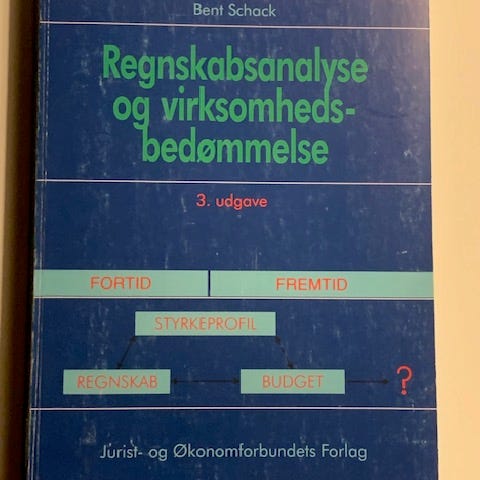 Bent Schack
Regnskabsanalyse
og virksomheds-
bedømmelse
3. udgave
FORTID FREMTID
STYRKEPROFIL
REGNSKAB BUDGET ?
Jurist- og Økonomforbundets Forlag